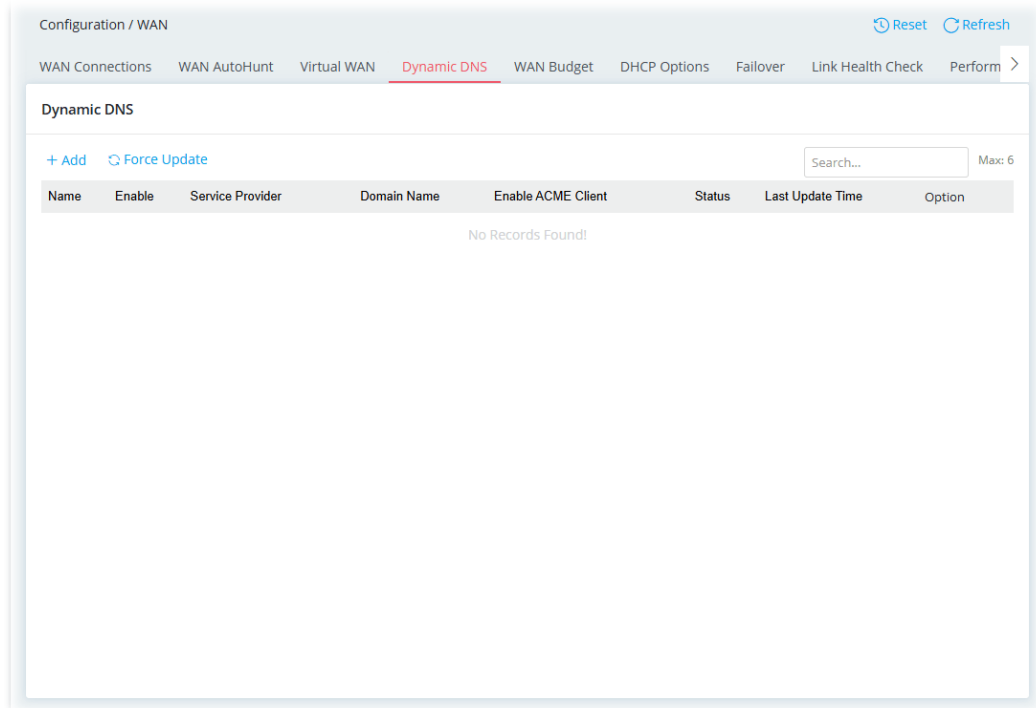 Configuration / WAN Reset Refresh
WAN Connections WAN AutoHunt Virtual WAN Dynamic DNS WAN Budget DHCP Options Failover Link Health Check Perform >
Dynamic DNS
+ Add Force Update Search... Max: 6
Name Enable Service Provider Domain Name Enable ACME Client Status Last Update Time Option
No Records Found!